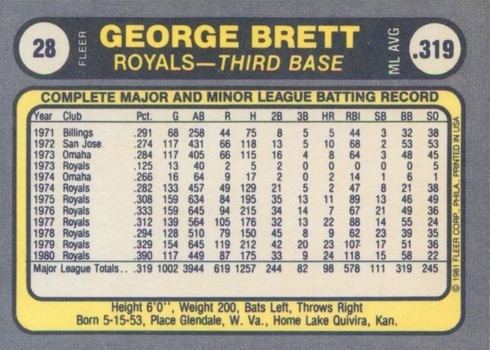 28
FLEER
GEORGE BRETT
ROYALS—THIRD BASE
ML AVG
.319
COMPLETE MAJOR AND MINOR LEAGUE BATTING RECORD
Year Club Pct. G AB R H 2B 3B HR RBI SB BB SO
1971 Billings .291 68 258 44 75 8 5 5 44 3 32 38
1972 San Jose .274 117 431 66 118 13 5 10 68 2 53 53
1973 Omaha .284 117 405 66 115 16 4 8 64 3 48 45
1973 Royals .125 13 40 2 5 2 0 0 0 0 0 5
1974 Omaha .266 16 64 9 17 2 0 2 14 1 6 1
1974 Royals .282 133 457 49 129 21 5 2 47 8 21 38
1975 Royals .308 159 634 84 195 35 13 11 89 13 46 49
1976 Royals .333 159 645 94 215 34 14 7 67 21 49 36
1977 Royals .312 139 564 105 176 32 13 22 88 14 55 24
1978 Royals .294 128 510 79 150 45 8 9 62 23 39 35
1979 Royals .329 154 645 119 212 42 20 23 107 17 51 36
1980 Royals .390 117 449 87 175 33 9 24 118 15 58 22
Major League Totals.. .319 1002 3944 619 1257 244 82 98 578 111 319 245
Height 6'0", Weight 200, Bats Left, Throws Right
Born 5-15-53, Place Glendale, W. Va., Home Lake Quivira, Kan.
© 1981 FLEER CORP. PHILA. PRINTED IN USA